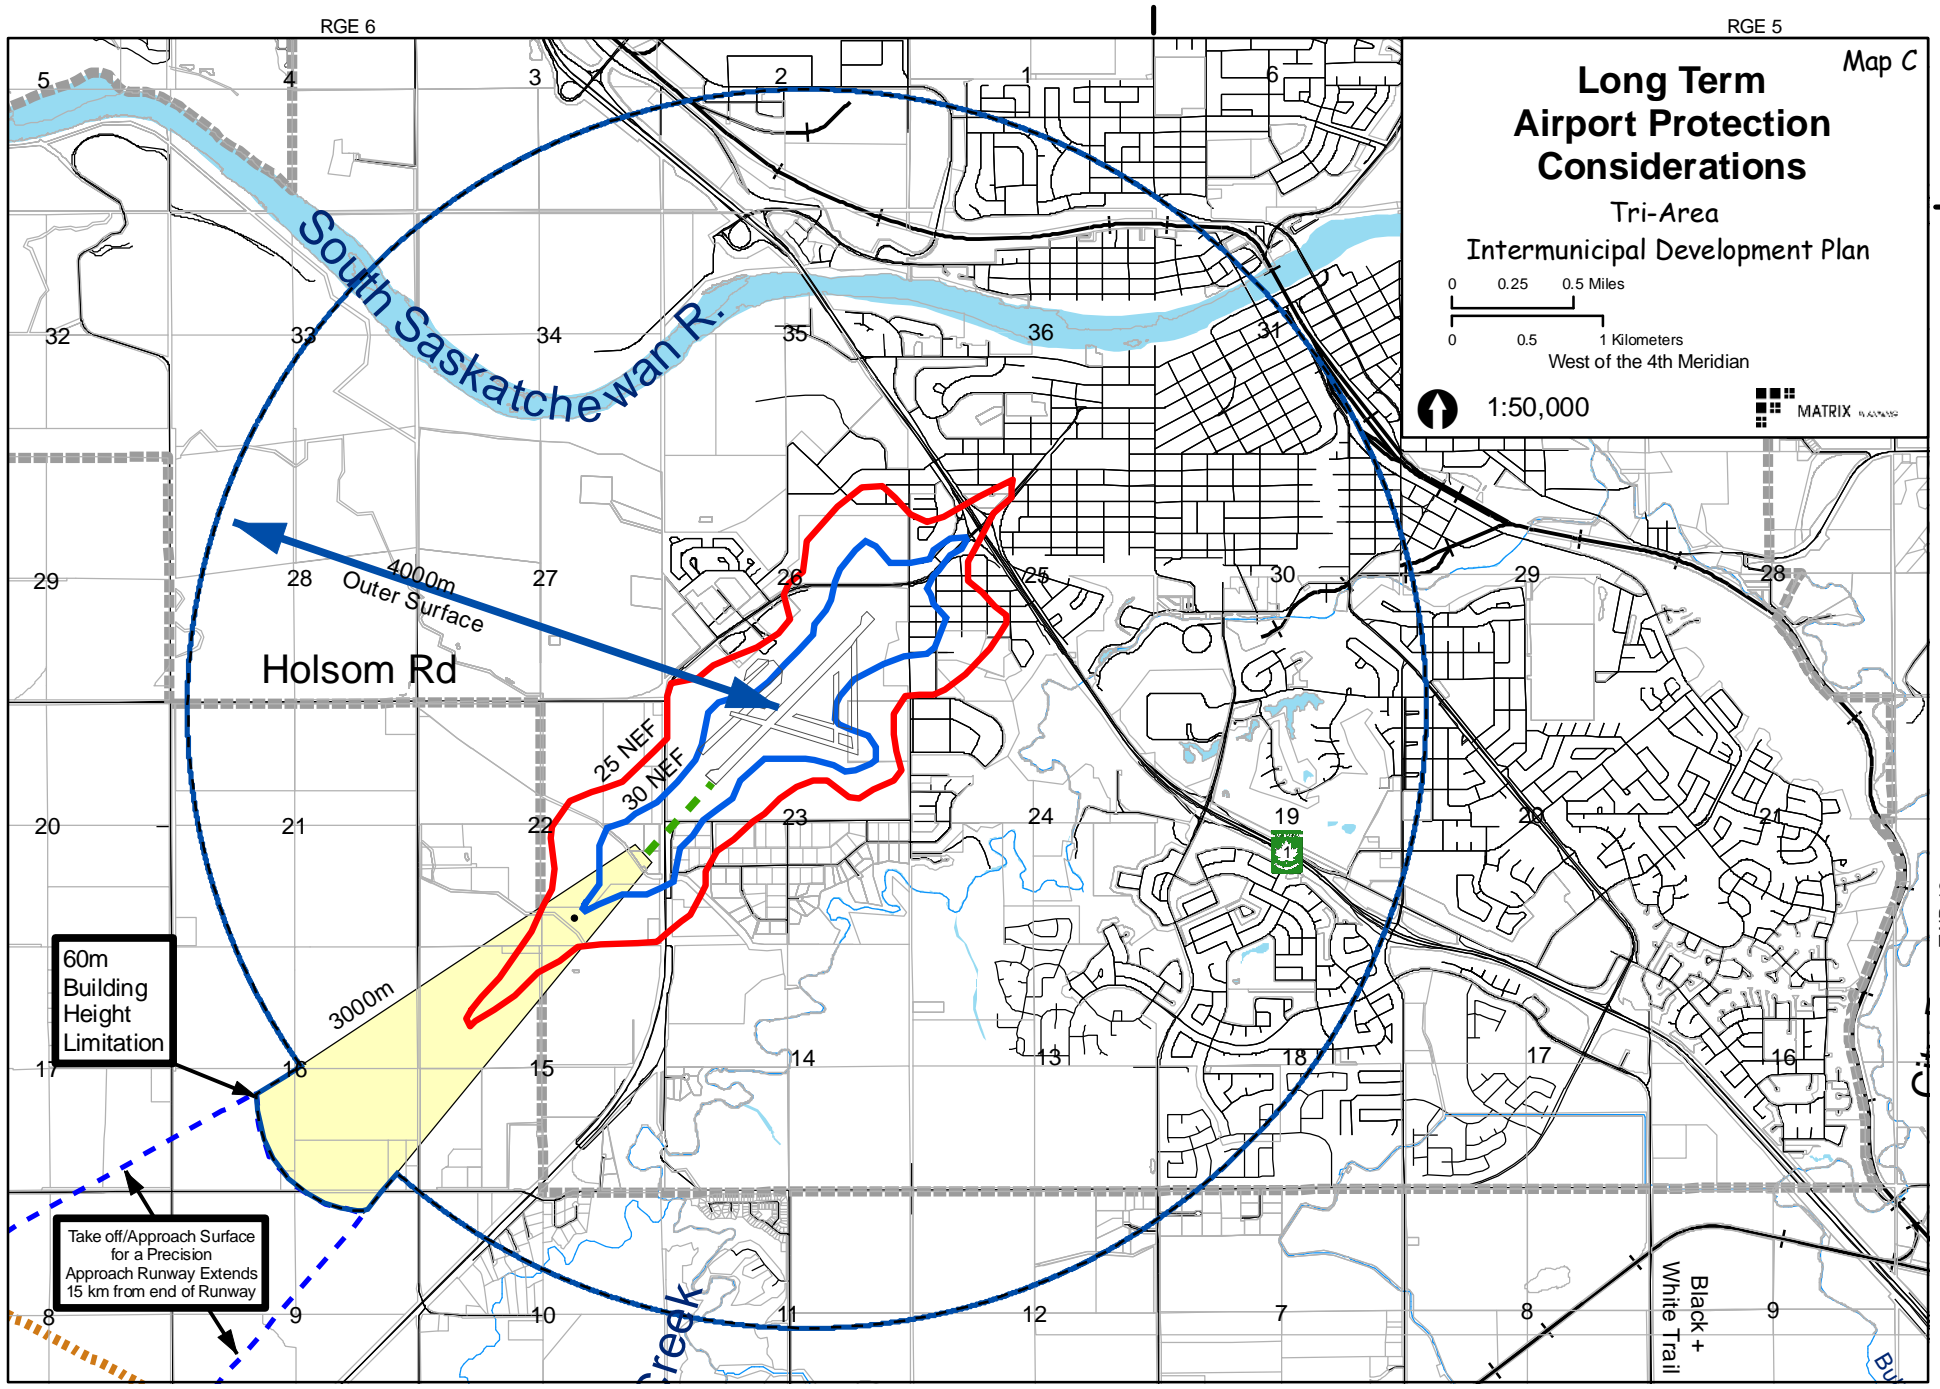 RGE 6
RGE 5
Map C
Long Term
Airport Protection
Considerations
Tri-Area
Intermunicipal Development Plan
0 0.25 0.5 Miles
0 0.5 1 Kilometers
West of the 4th Meridian
1:50,000
MATRIX
5 4 3 2 1 6
South Saskatchewan R.
32 33 34 35 36 31
29 28 27 26 25 30 29 28
4000m
Outer Surface
Holsom Rd
25 NEF
30 NEF
20 21 22 23 24 19 20 21
1
60m
Building
Height
Limitation
3000m
17 16 15 14 13 18 17 16
Take off/Approach Surface
for a Precision
Approach Runway Extends
15 km from end of Runway
8 9 10 11 12 7 8 9
Creek
Black +
White Trail